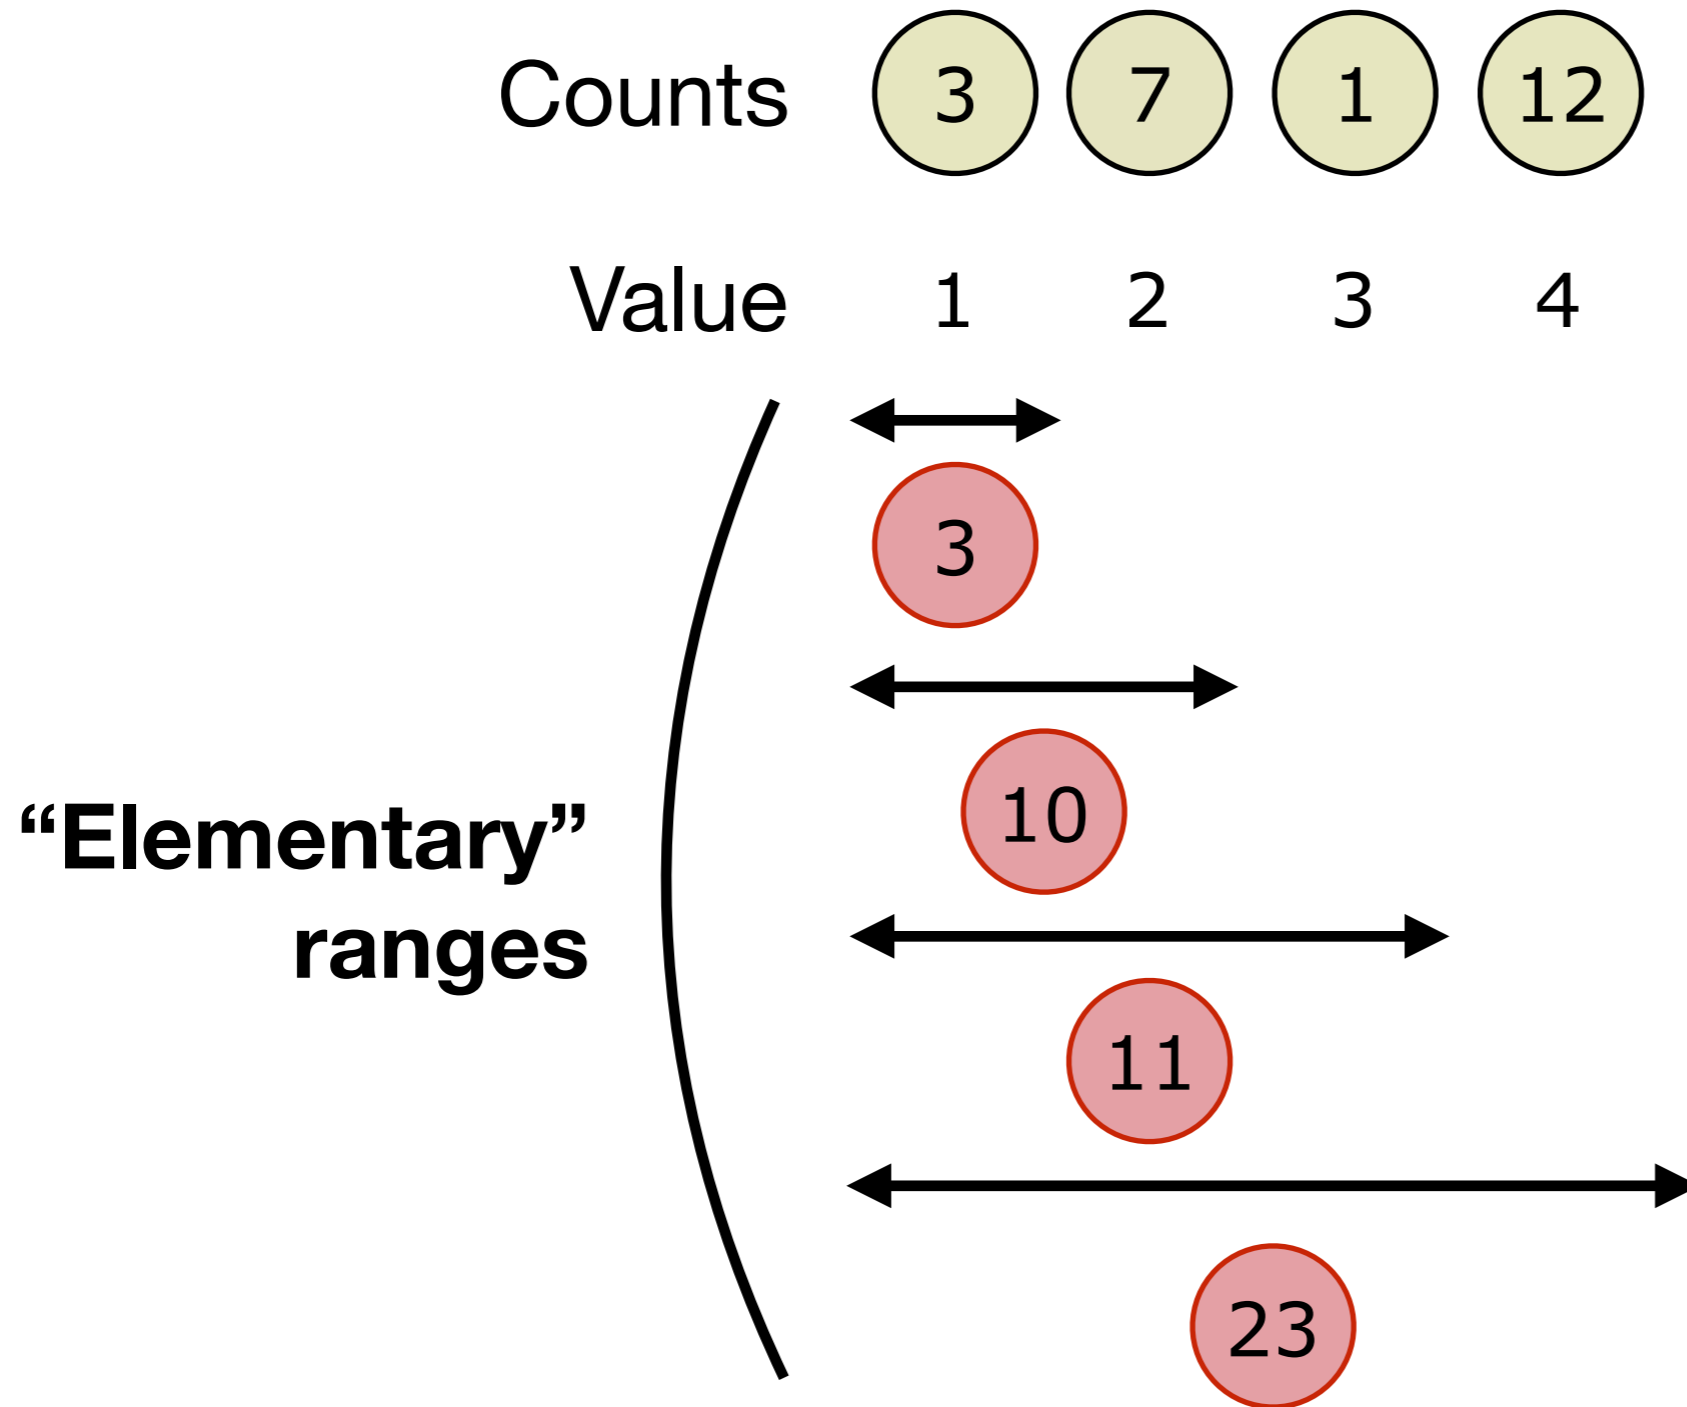 Counts 3 7 1 12
Value 1 2 3 4
3
10
“Elementary”
ranges
11
23